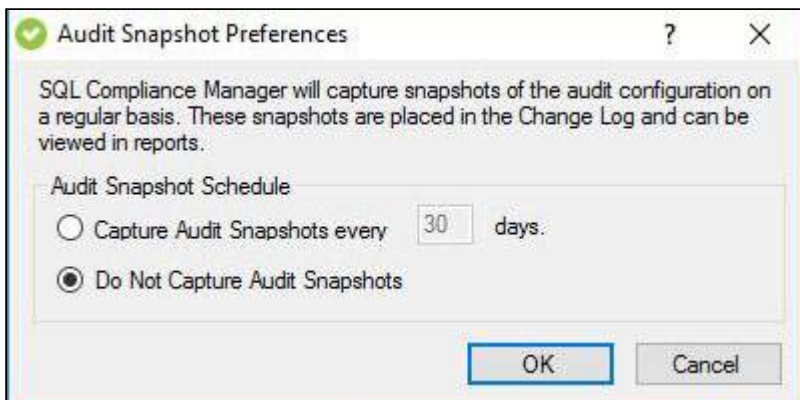 Audit Snapshot Preferences
?
SQL Compliance Manager will capture snapshots of the audit configuration on
a regular basis. These snapshots are placed in the Change Log and can be
viewed in reports.
Audit Snapshot Schedule
Capture Audit Snapshots every 30 days.
Do Not Capture Audit Snapshots
OK Cancel